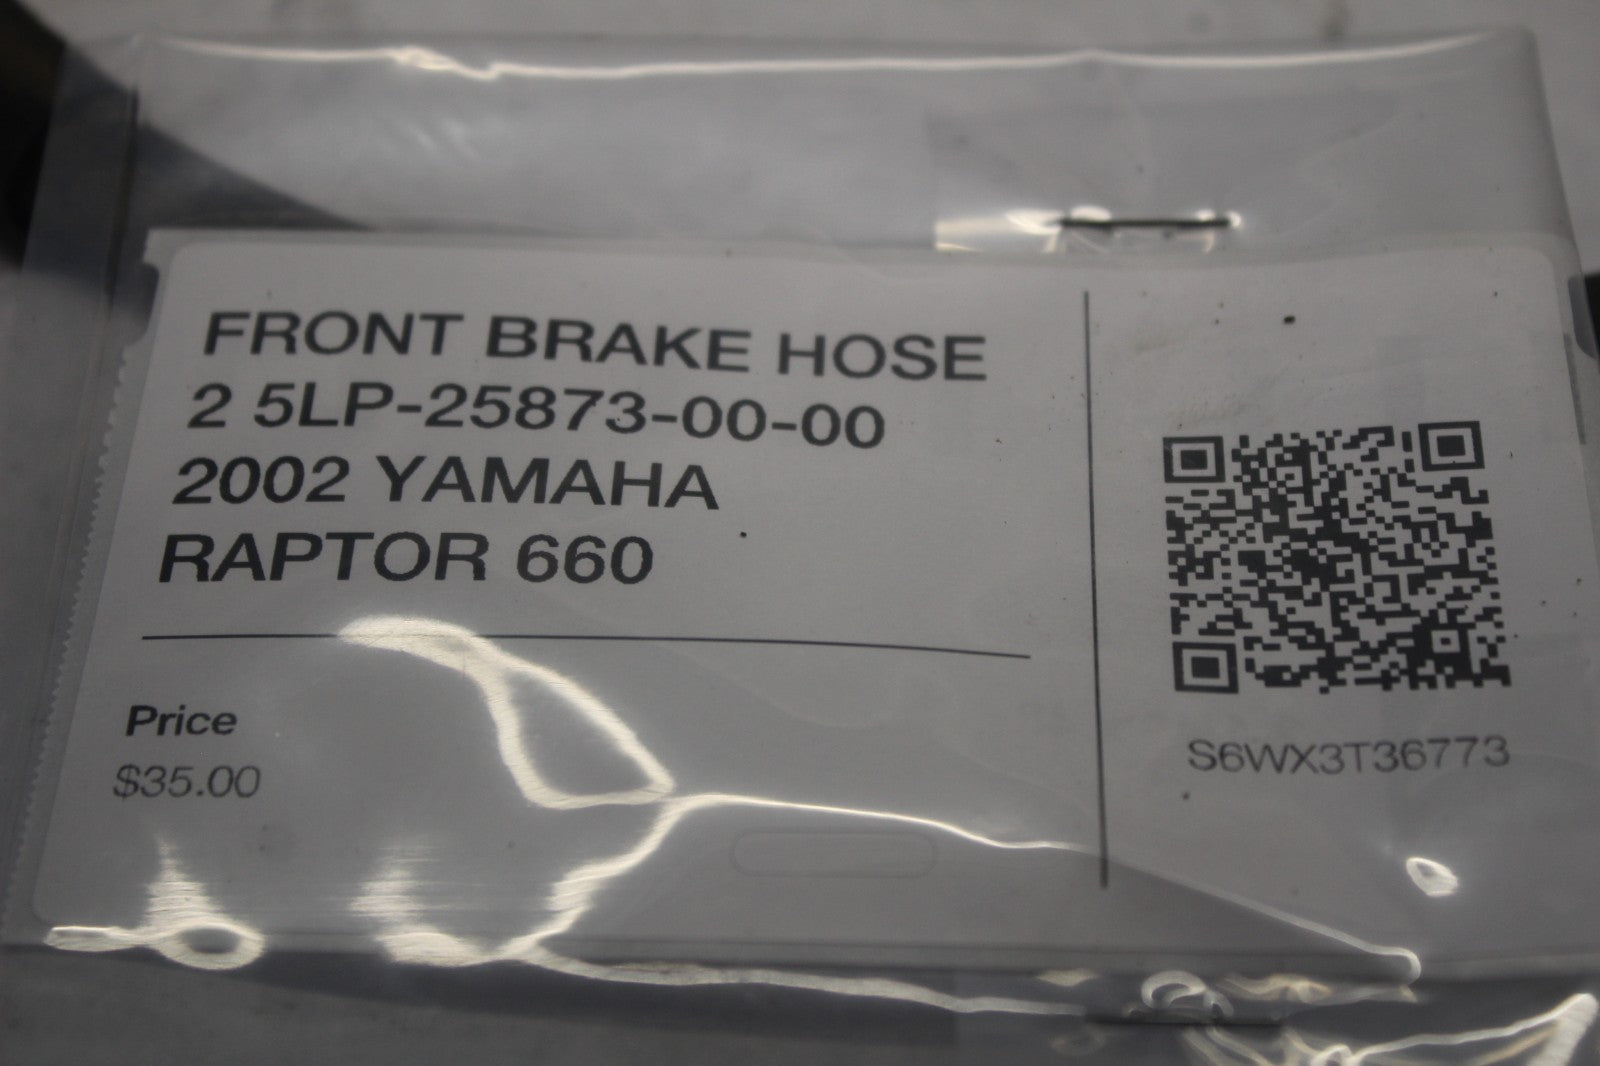 FRONT BRAKE HOSE
2 5LP-25873-00-00
2002 YAMAHA
RAPTOR 660
Price
$35.00
S6WX3T36773